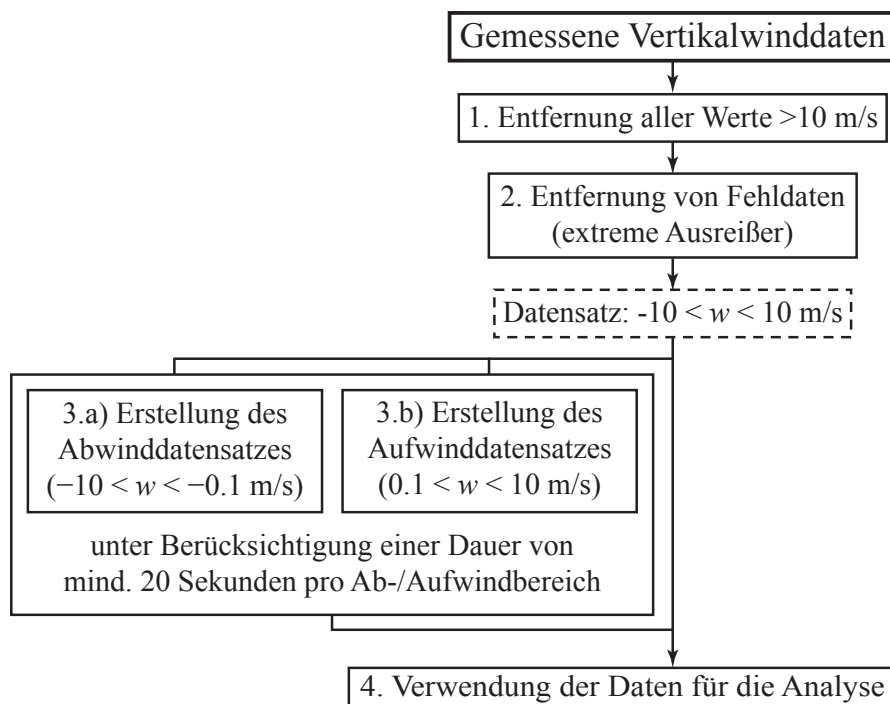 Gemessene Vertikalwinddaten
1. Entfernung aller Werte >10 m/s
2. Entfernung von Fehldaten
(extreme Ausreißer)
Datensatz: -10 < w < 10 m/s
3.a) Erstellung des
Abwinddatensatzes
(−10 < w < −0.1 m/s)
3.b) Erstellung des
Aufwinddatensatzes
(0.1 < w < 10 m/s)
unter Berücksichtigung einer Dauer von
mind. 20 Sekunden pro Ab-/Aufwindbereich
4. Verwendung der Daten für die Analyse